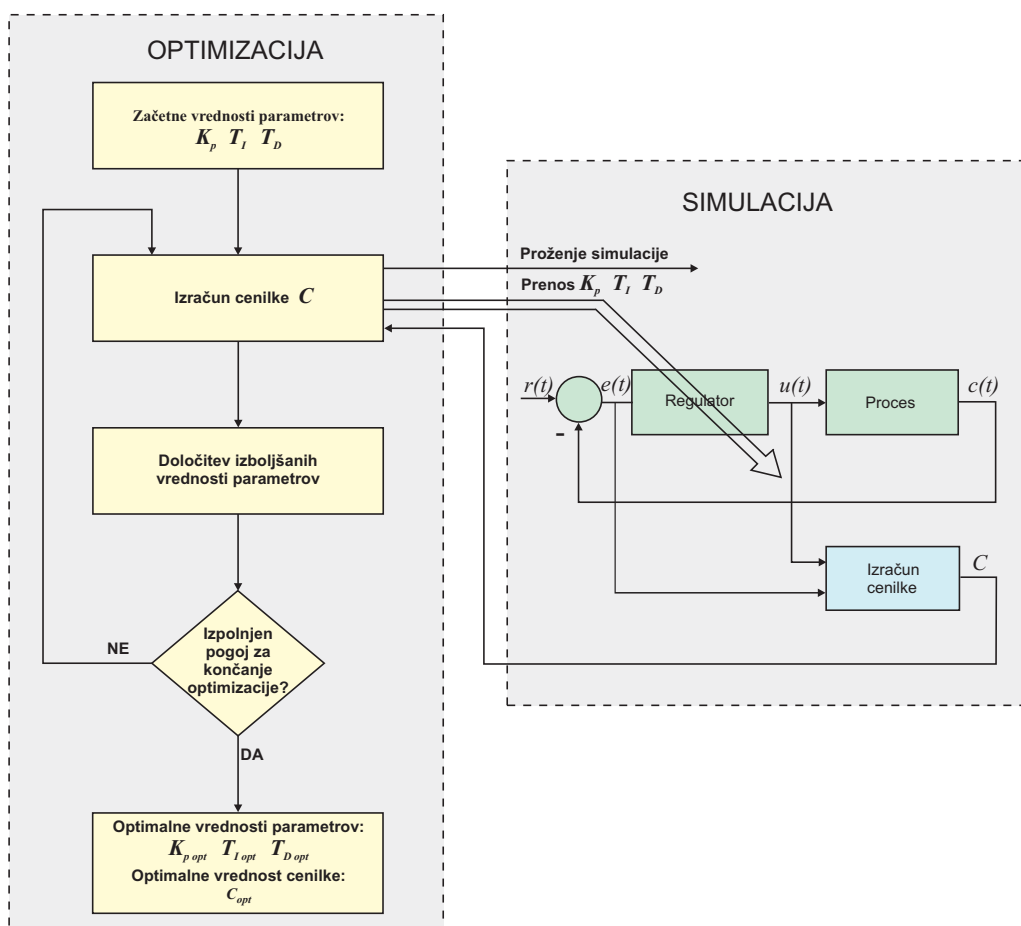 OPTIMIZACIJA
Začetne vrednosti parametrov:
K_p T_I T_D
Izračun cenilke C
Določitev izboljšanih
vrednosti parametrov
Izpolnjen
pogoj za
končanje
optimizacije?
NE
DA
Optimalne vrednosti parametrov:
K_p opt T_I opt T_D opt
Optimalne vrednost cenilke:
C_opt
SIMULACIJA
Proženje simulacije
Prenos K_p T_I T_D
r(t)
-
e(t)
Regulator
u(t)
Proces
c(t)
Izračun
cenilke
C